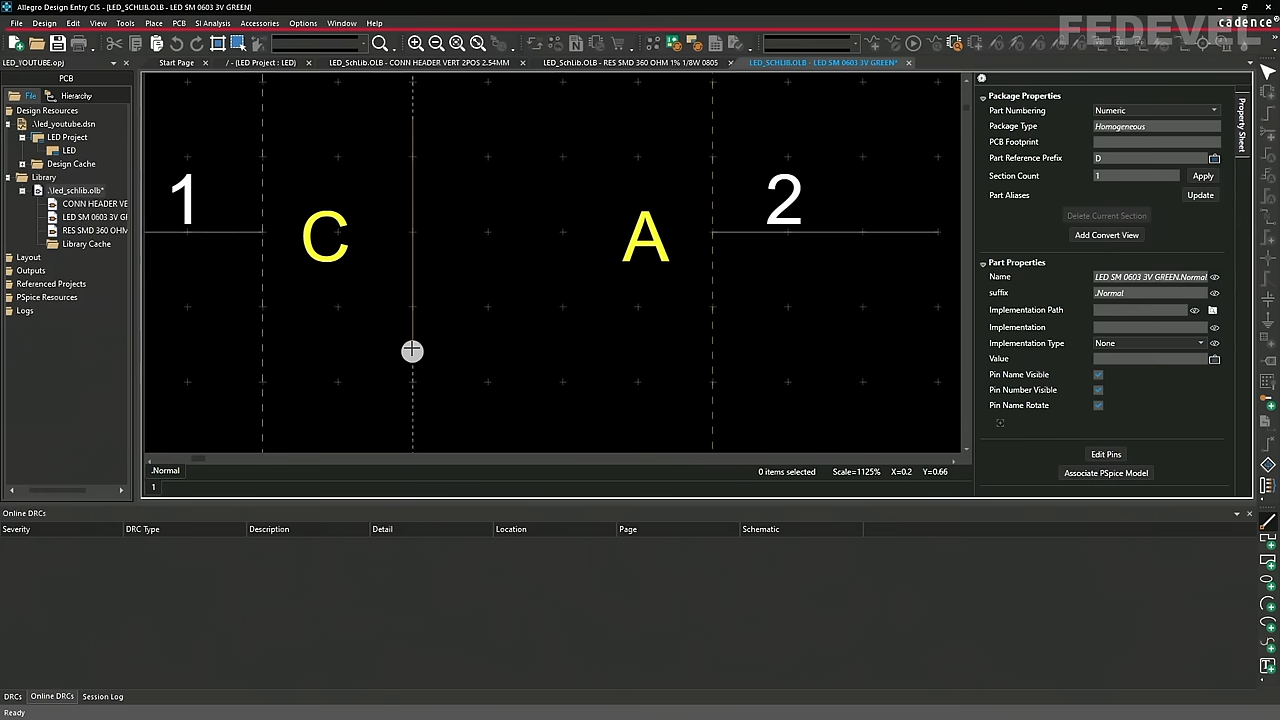 Allegro Design Entry CIS - [LED_SCHLIB.OLB - LED SM 0603 3V GREEN]
File Design Edit View Tools Place PCB SI Analysis Accessories Options Window Help
FEDEVEL
cadence
LED_YOUTUBE.opj
Start Page
/ - (LED Project : LED)
LED_SchLib.OLB - CONN HEADER VERT 2POS 2.54MM
LED_SchLib.OLB - RES SMD 360 OHM 1% 1/8W 0805
LED_SCHLIB.OLB - LED SM 0603 3V GREEN*
PCB
File Hierarchy
Design Resources
.\led_youtube.dsn
LED Project
LED
Design Cache
Library
.\led_schlib.olb*
CONN HEADER VE
LED SM 0603 3V GI
RES SMD 360 OHM
Library Cache
Layout
Outputs
Referenced Projects
PSpice Resources
Logs
1 C A 2
.Normal
0 items selected Scale=1125% X=0.2 Y=0.66
1
Package Properties
Part Numbering Numeric
Package Type Homogeneous
PCB Footprint
Part Reference Prefix D
Section Count 1 Apply
Part Aliases Update
Delete Current Section
Add Convert View
Part Properties
Name LED SM 0603 3V GREEN.Normal
suffix .Normal
Implementation Path
Implementation
Implementation Type None
Value
Pin Name Visible
Pin Number Visible
Pin Name Rotate
Edit Pins
Associate PSpice Model
Property Sheet
Online DRCs
Severity DRC Type Description Detail Location Page Schematic
DRCs Online DRCs Session Log
Ready